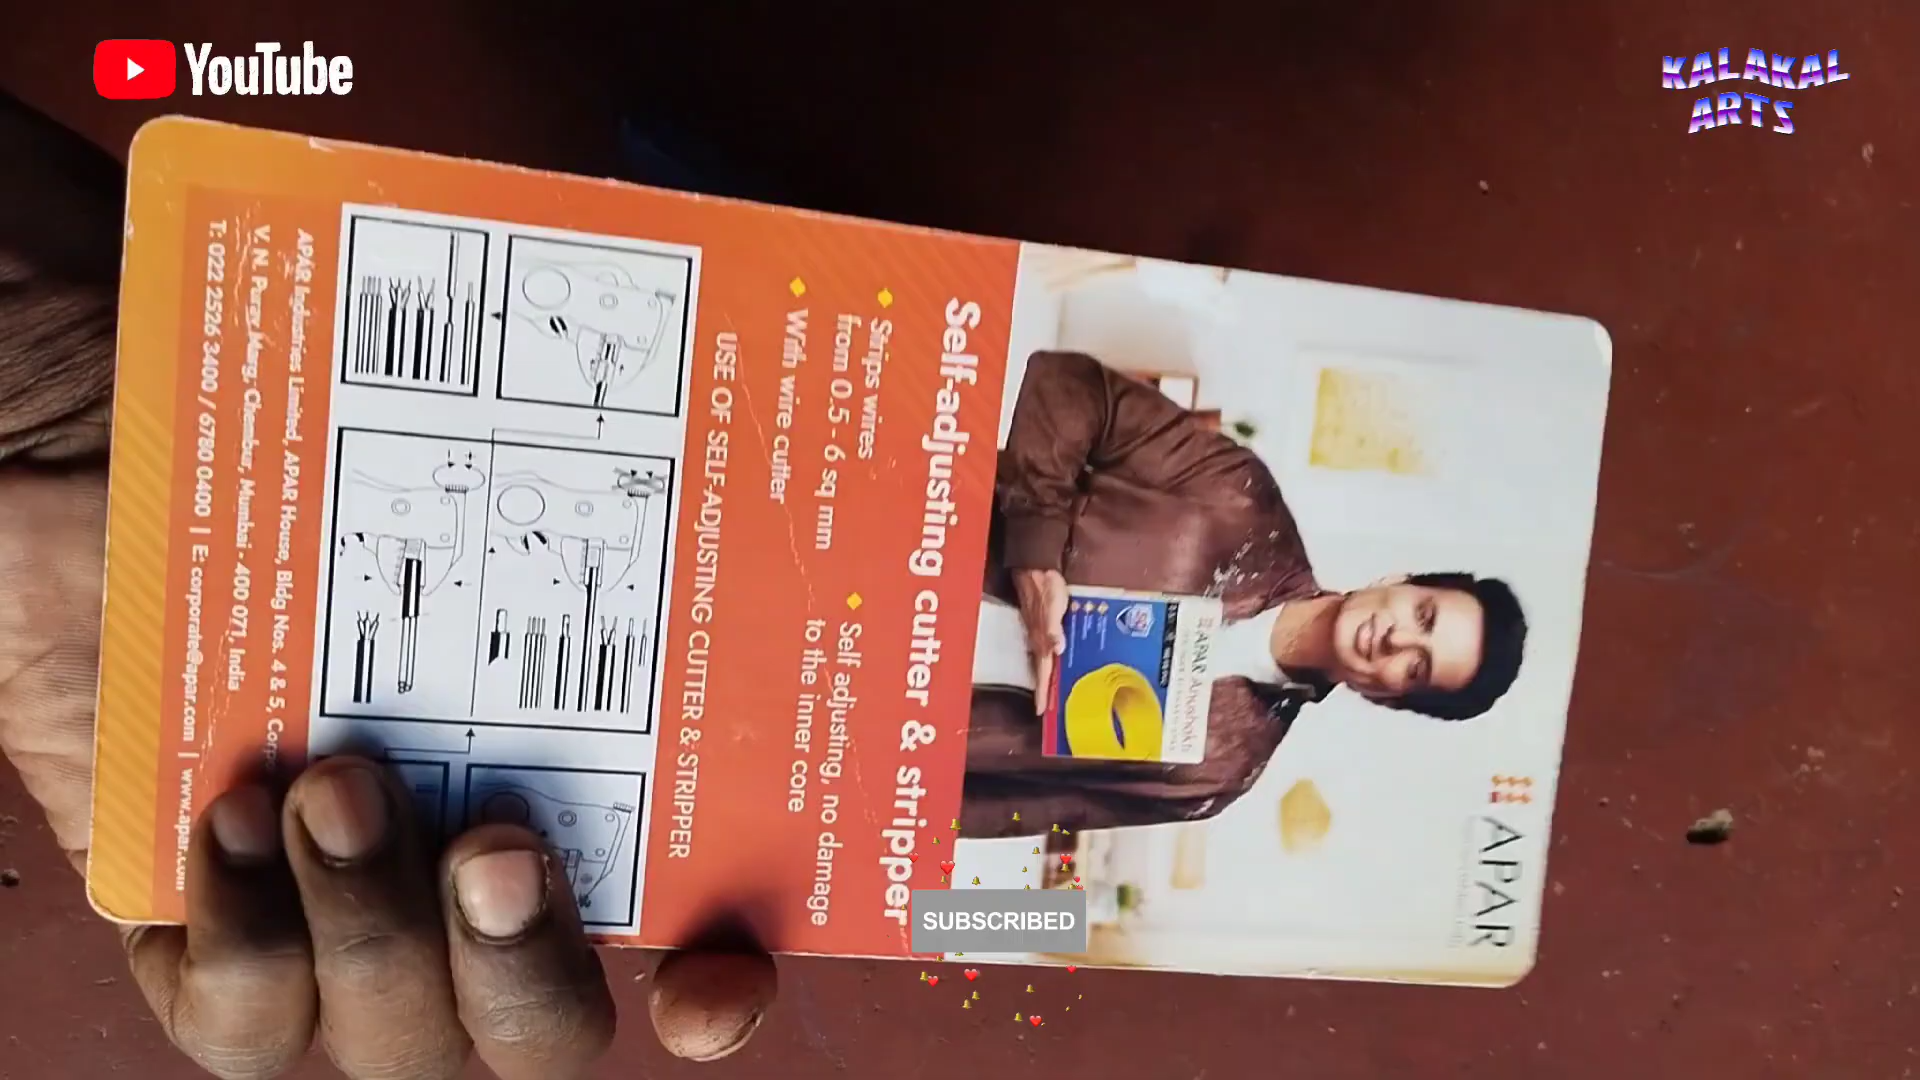 YouTube
KALAKAL
ARTS
APAR
APAR Anushakti
Self-adjusting cutter & stripper
Strips wires
from 0.5 - 6 sq mm
With wire cutter
Self adjusting, no damage
to the inner core
USE OF SELF-ADJUSTING CUTTER & STRIPPER
APAR Industries Limited, APAR House, Bldg Nos. 4 & 5,
V. N. Purav Marg, Chembur, Mumbai - 400 071, India
T: 022 2526 3400 / 6780 0400 | E: corporate@apar.com | www.apar.com
SUBSCRIBED